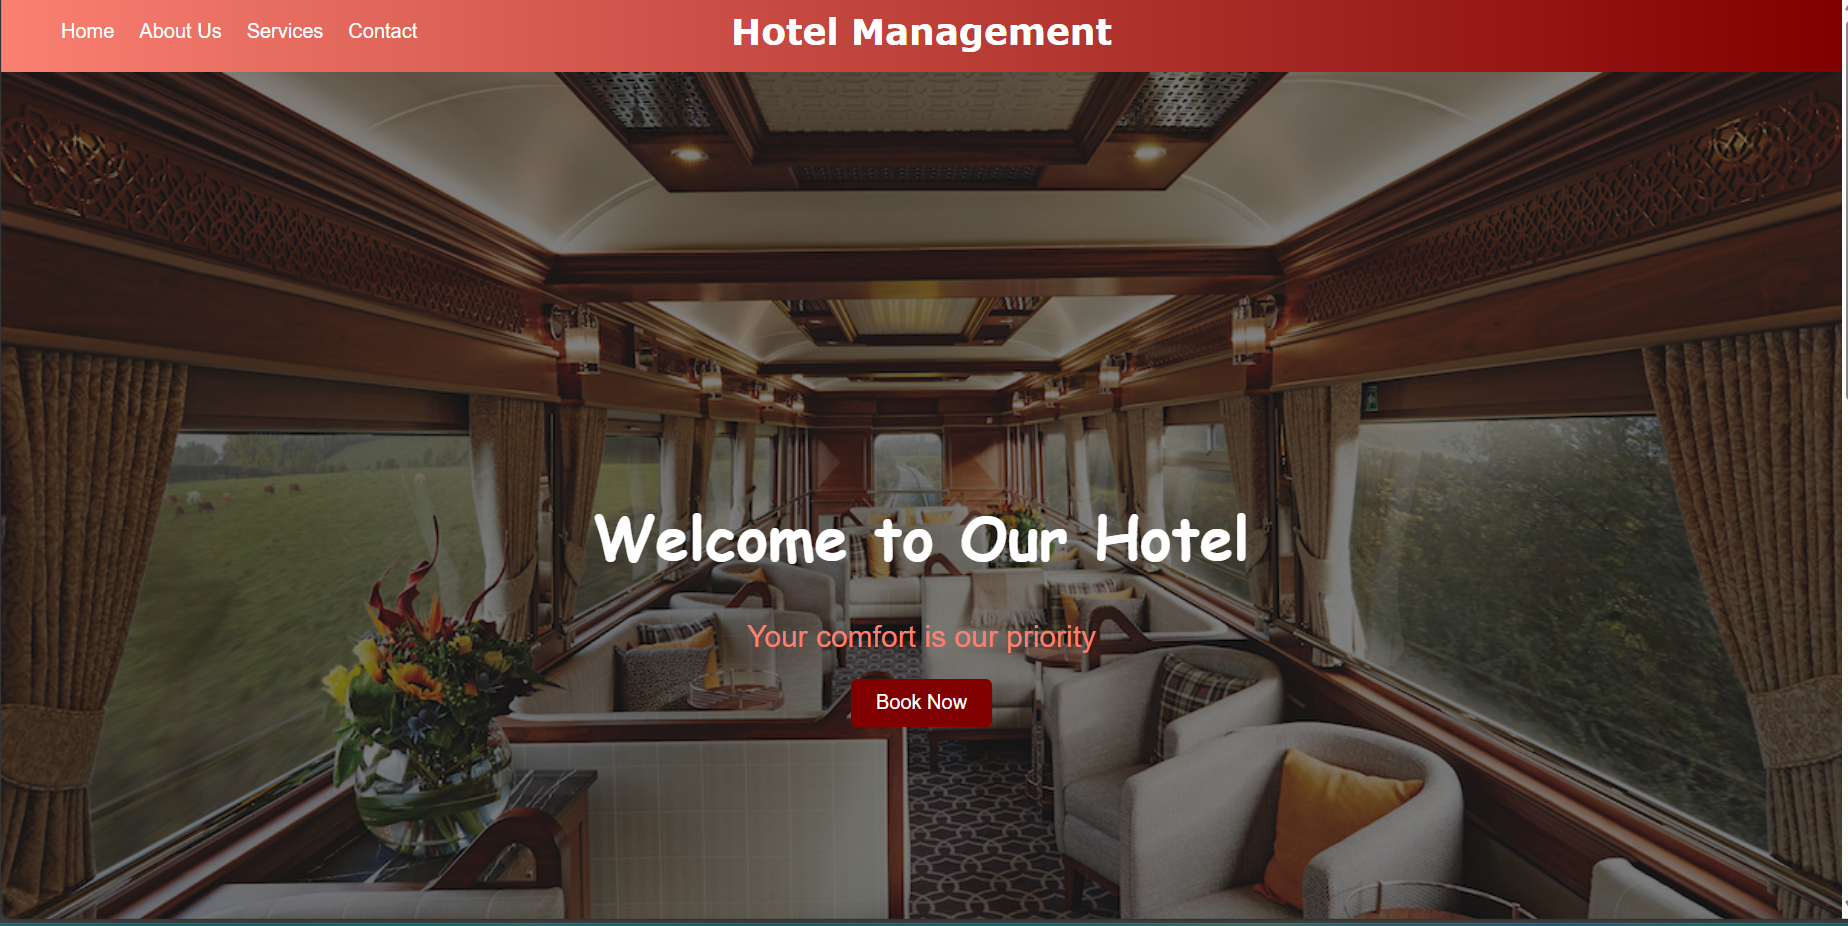 Home About Us Services Contact Hotel Management
Welcome to Our Hotel
Your comfort is our priority
Book Now